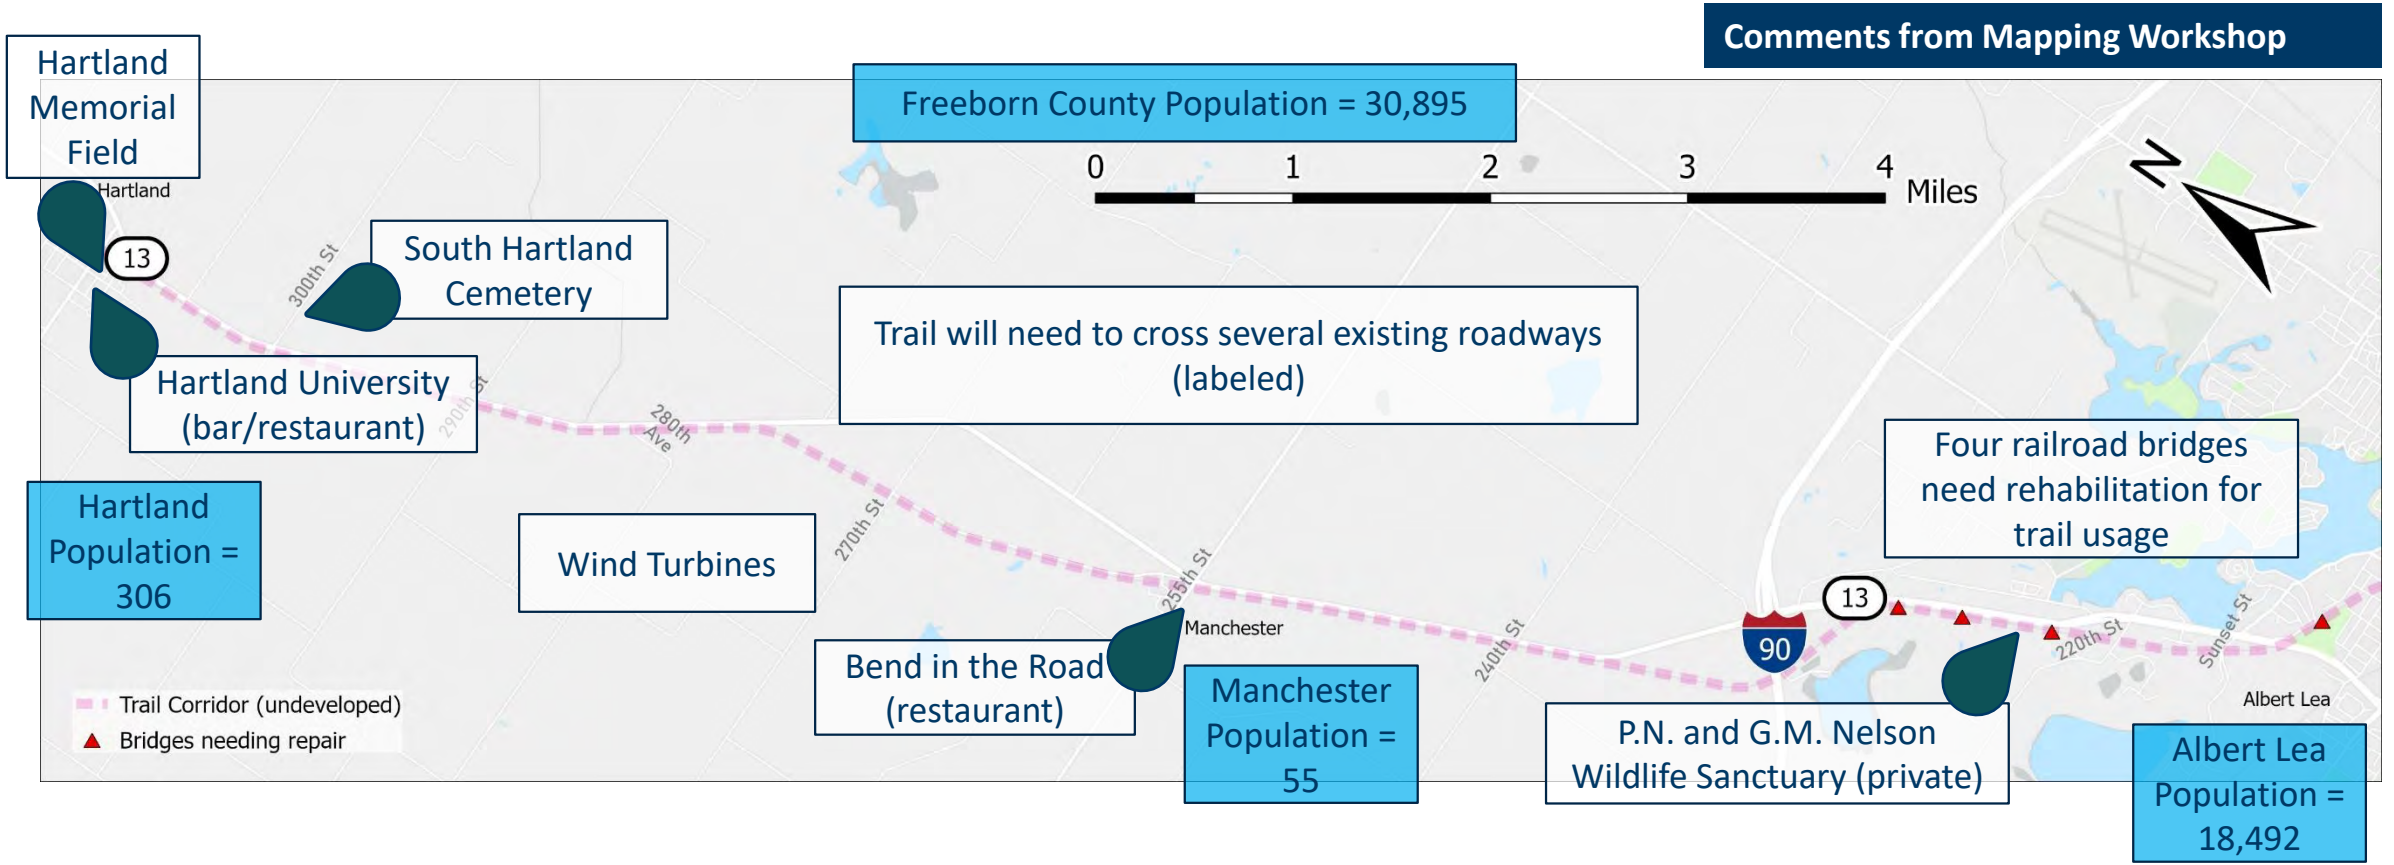 Comments from Mapping Workshop
Hartland
Memorial
Field
Freeborn County Population = 30,895
0 1 2 3 4
Miles
N
Hartland
13
300th St
South Hartland
Cemetery
Trail will need to cross several existing roadways
(labeled)
Hartland University
(bar/restaurant)
290th St
280th
Ave
Four railroad bridges
need rehabilitation for
trail usage
Hartland
Population =
306
Wind Turbines
270th St
255th St
Manchester
Bend in the Road
(restaurant)
Manchester
Population =
55
240th St
90
13
220th St
Sunset St
Albert Lea
P.N. and G.M. Nelson
Wildlife Sanctuary (private)
Albert Lea
Population =
18,492
Trail Corridor (undeveloped)
Bridges needing repair